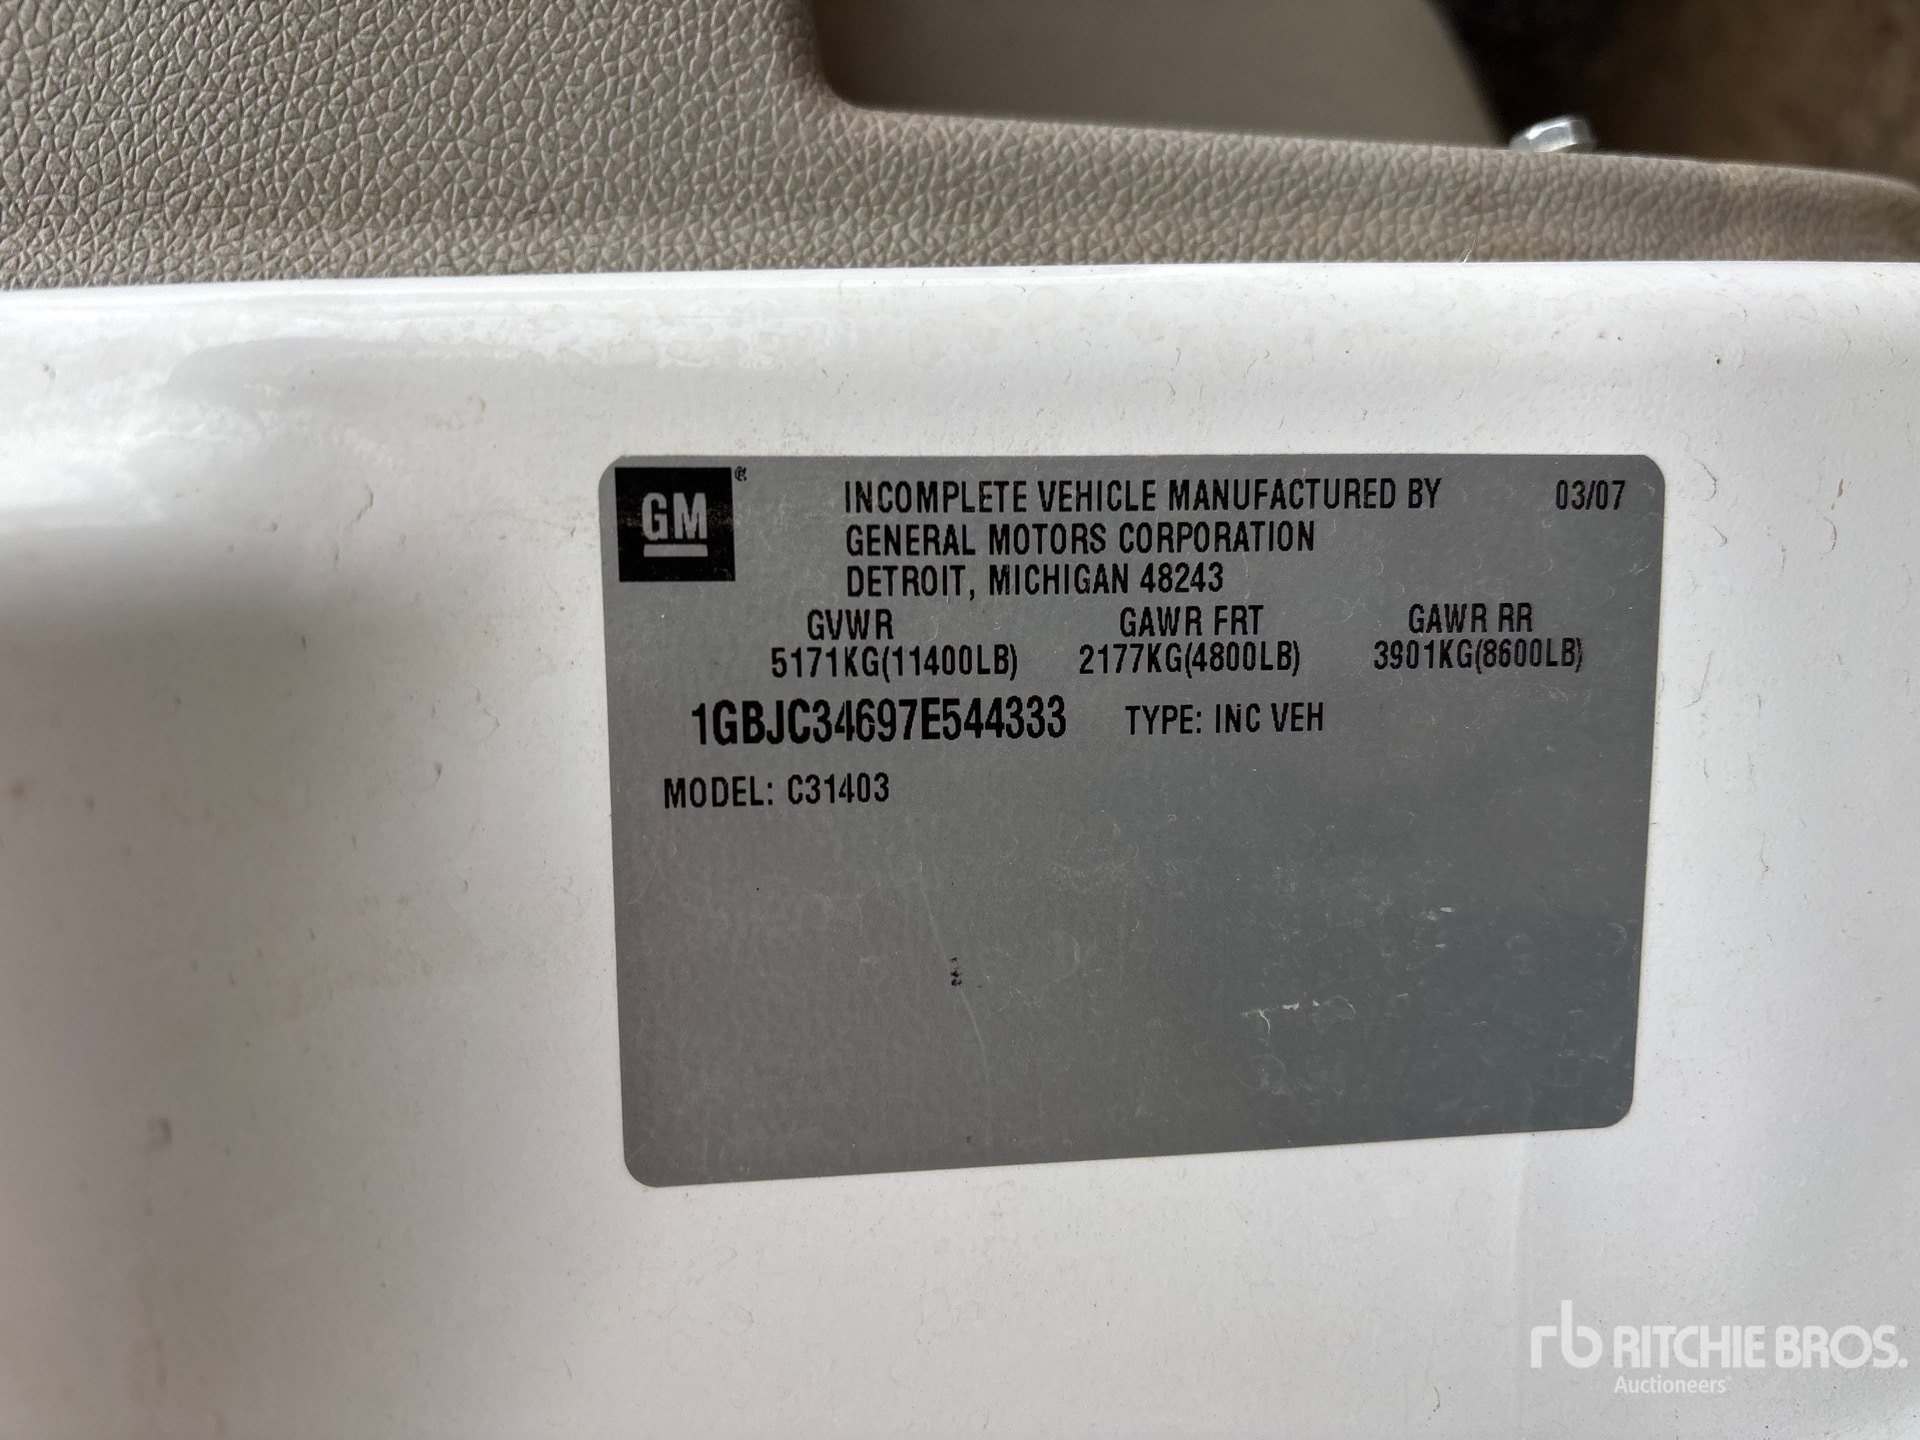 GM®
INCOMPLETE VEHICLE MANUFACTURED BY 03/07
GENERAL MOTORS CORPORATION
DETROIT, MICHIGAN 48243
GVWR GAWR FRT GAWR RR
5171KG(11400LB) 2177KG(4800LB) 3901KG(8600LB)
1GBJC34697E544333 TYPE: INC VEH
MODEL: C31403
rb RITCHIE BROS.
Auctioneers